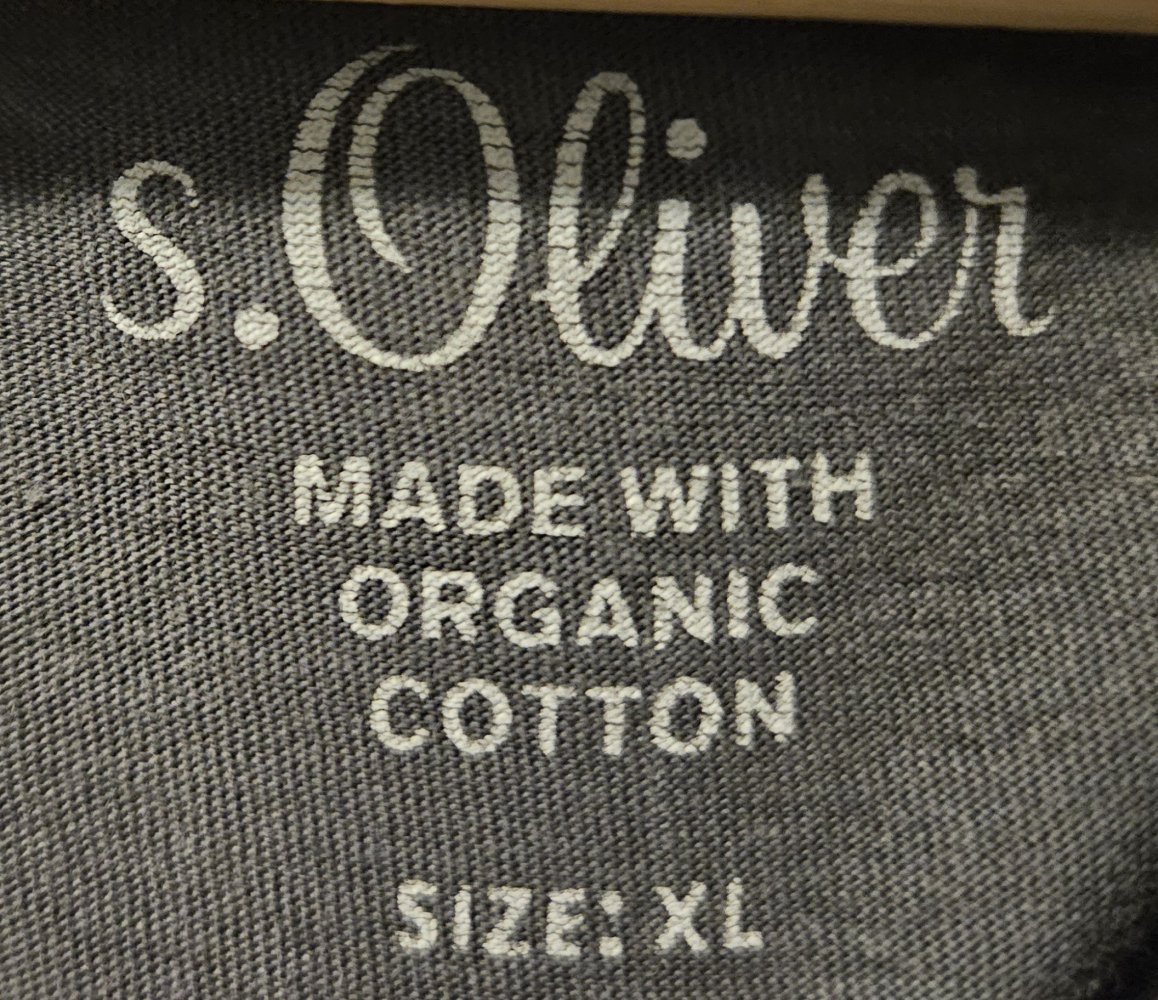 s.Oliver
MADE WITH
ORGANIC
COTTON
SIZE: XL